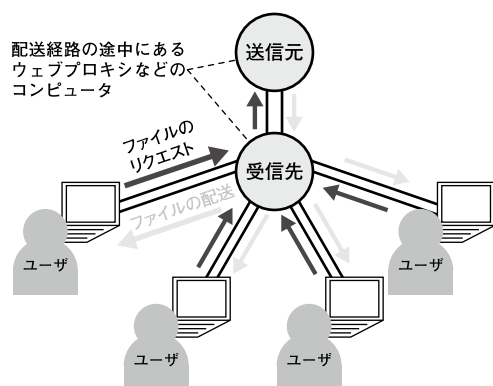 配送経路の途中にある
ウェブプロキシなどの
コンピュータ
送信元
ファイルの
リクエスト
受信先
ファイルの配送
ユーザ
ユーザ
ユーザ
ユーザ